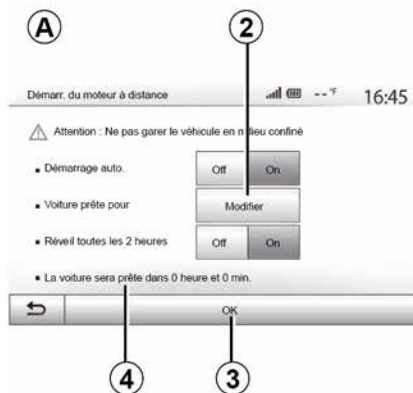 A
2
Démarr. du moteur à distance --°F 16:45
Attention : Ne pas garer le véhicule en milieu confiné
• Démarrage auto. Off On
• Voiture prête pour Modifier
• Réveil toutes les 2 heures Off On
• La voiture sera prête dans 0 heure et 0 min.
OK
4 3